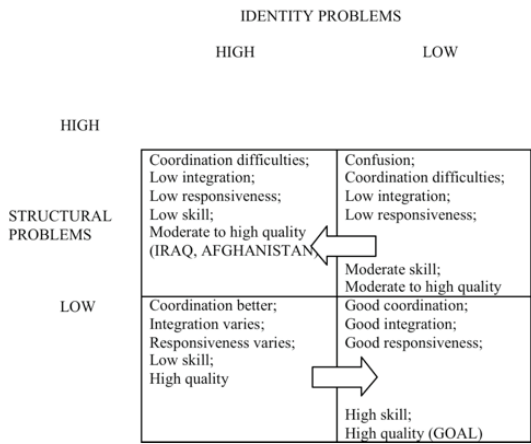 IDENTITY PROBLEMS
HIGH
LOW
HIGH
STRUCTURAL
PROBLEMS
Coordination difficulties;
Low integration;
Low responsiveness;
Low skill;
Moderate to high quality
(IRAQ, AFGHANISTAN)
Confusion;
Coordination difficulties;
Low integration;
Low responsiveness;
Moderate skill;
Moderate to high quality
LOW
Coordination better;
Integration varies;
Responsiveness varies;
Low skill;
High quality
Good coordination;
Good integration;
Good responsiveness;
High skill;
High quality (GOAL)